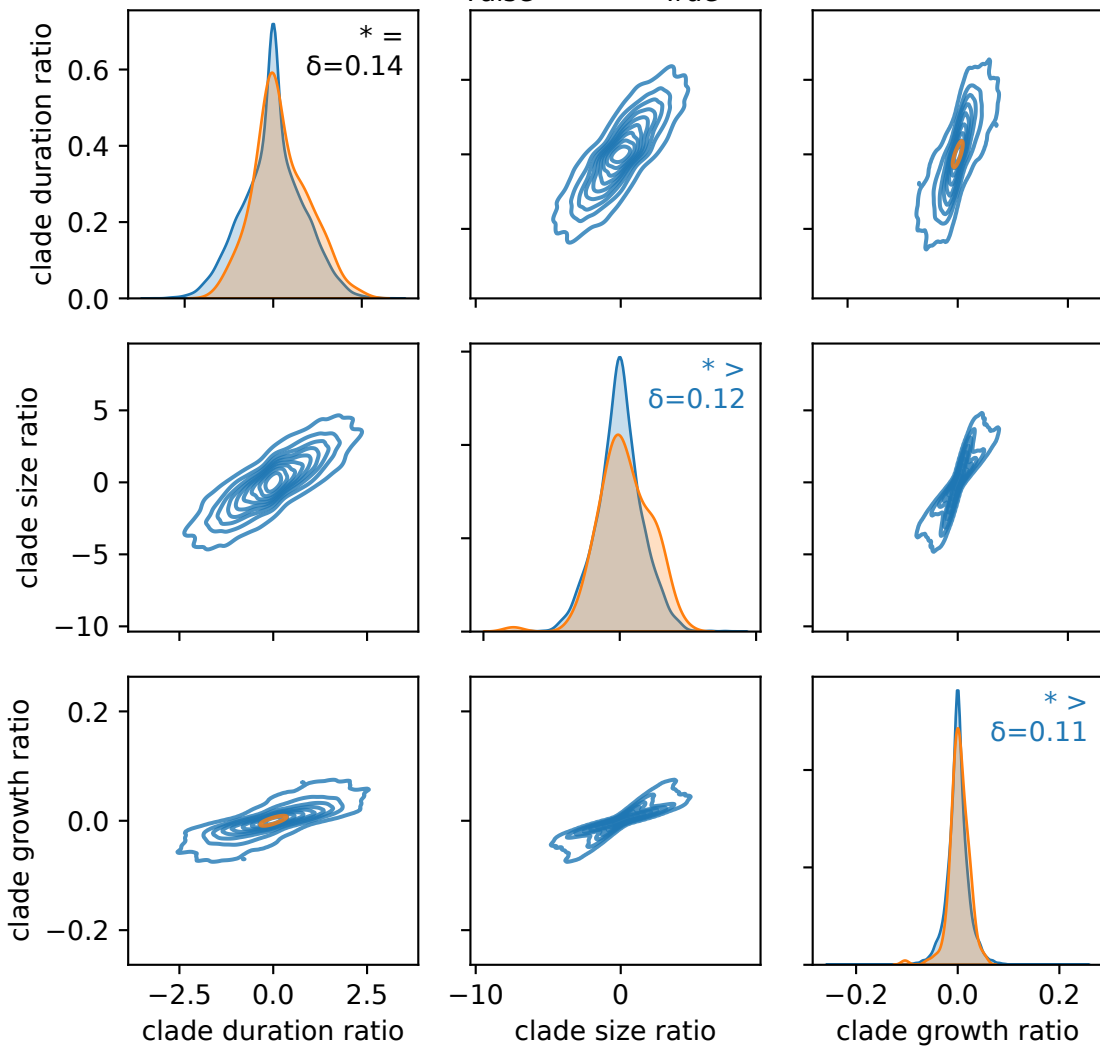 clade duration ratio
0.6
0.4
0.2
0.0
* =
δ=0.14
clade size ratio
5
0
−5
−10
* >
δ=0.12
clade growth ratio
0.2
0.0
−0.2
* >
δ=0.11
−2.5 0.0 2.5
−10 0
−0.2 0.0 0.2
clade duration ratio
clade size ratio
clade growth ratio